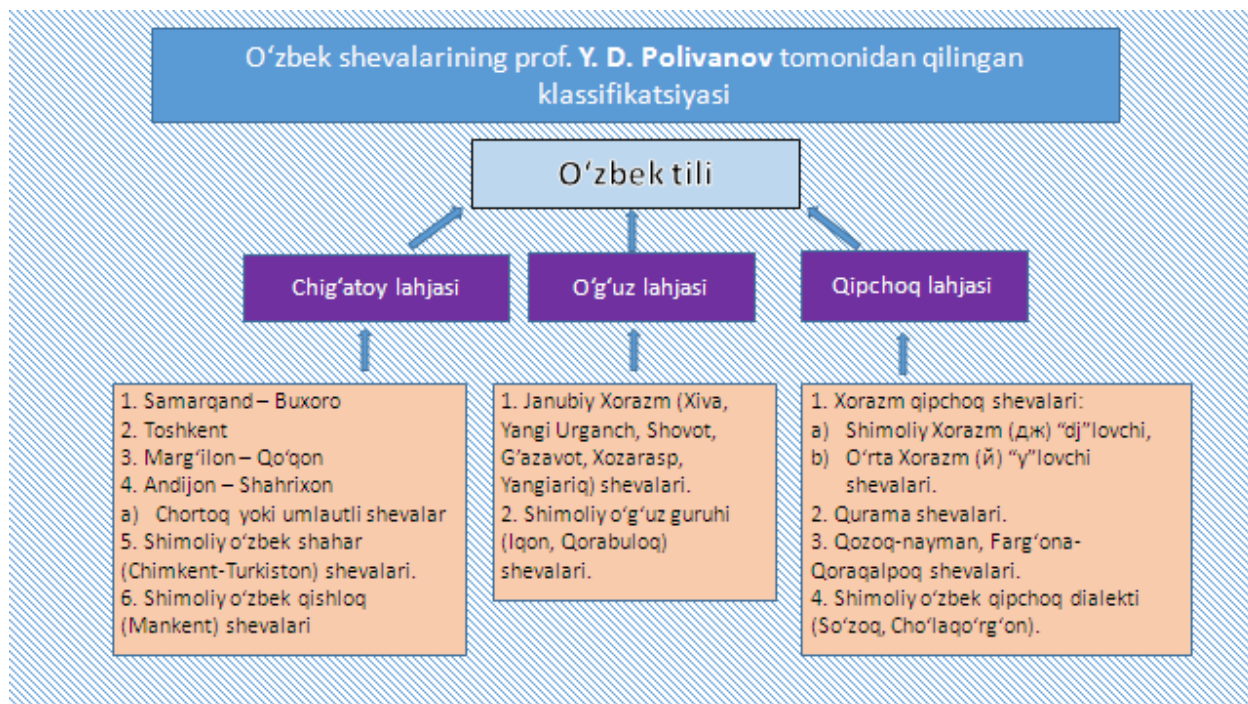 O‘zbek shevalarining prof. Y. D. Polivanov tomonidan qilingan
klassifikatsiyasi
O‘zbek tili
Chig‘atoy lahjasi
O‘g‘uz lahjasi
Qipchoq lahjasi
1. Samarqand – Buxoro
2. Toshkent
3. Marg‘ilon – Qo‘qon
4. Andijon – Shahrixon
a) Chortoq yoki umlautli shevalar
5. Shimoliy o‘zbek shahar
(Chimkent-Turkiston) shevalari.
6. Shimoliy o‘zbek qishloq
(Mankent) shevalari
1. Janubiy Xorazm (Xiva,
Yangi Urganch, Shovot,
G‘azavot, Xozarasp,
Yangiariq) shevalari.
2. Shimoliy o‘g‘uz guruhi
(Iqon, Qorabuloq)
shevalari.
1. Xorazm qipchoq shevalari:
a) Shimoliy Xorazm (дж) “dj”lovchi,
b) O‘rta Xorazm (й) “y”lovchi
shevalari.
2. Qurama shevalari.
3. Qozoq-nayman, Farg‘ona-
Qoraqalpoq shevalari.
4. Shimoliy o‘zbek qipchoq dialekti
(So‘zoq, Cho‘laqo‘rg‘on).